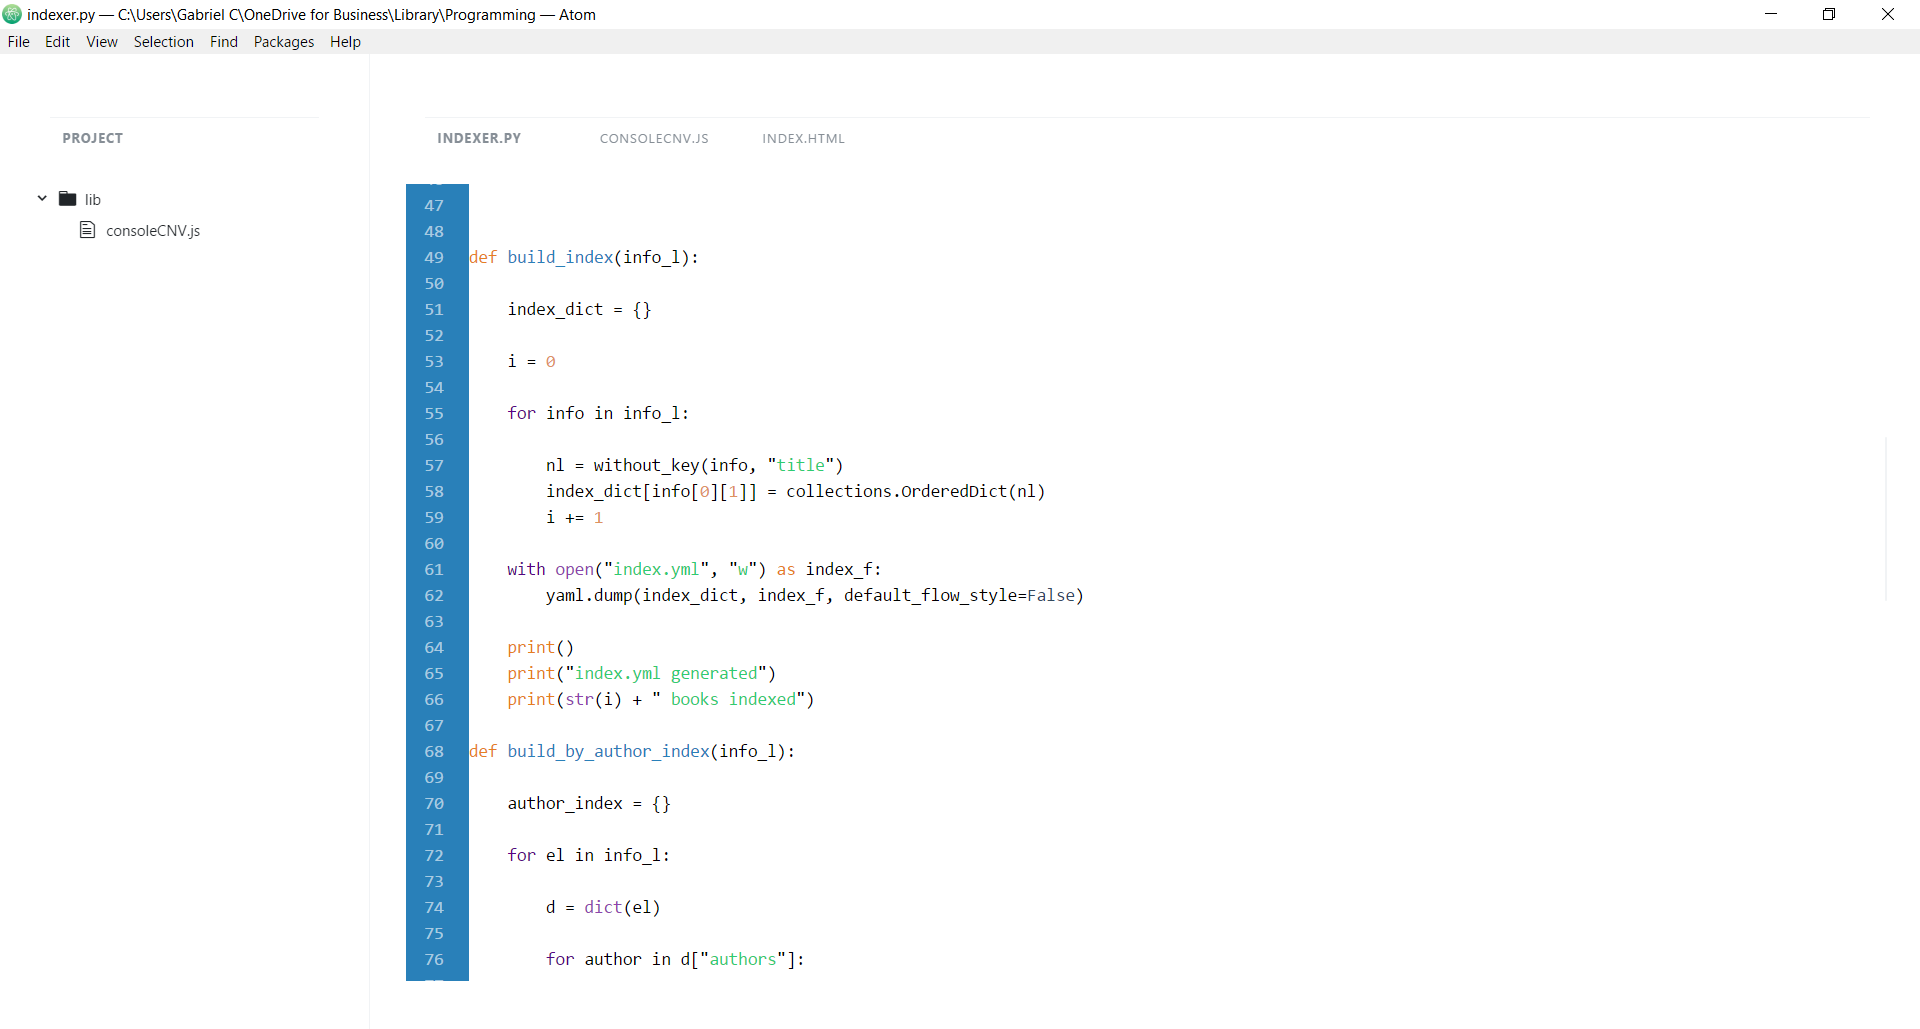 indexer.py — C:\Users\Gabriel C\OneDrive for Business\Library\Programming — Atom
File Edit View Selection Find Packages Help
PROJECT
lib
consoleCNV.js
INDEXER.PY CONSOLECNV.JS INDEX.HTML
47
48
49 def build_index(info_l):
50
51     index_dict = {}
52
53     i = 0
54
55     for info in info_l:
56
57         nl = without_key(info, "title")
58         index_dict[info[0][1]] = collections.OrderedDict(nl)
59         i += 1
60
61     with open("index.yml", "w") as index_f:
62         yaml.dump(index_dict, index_f, default_flow_style=False)
63
64     print()
65     print("index.yml generated")
66     print(str(i) + " books indexed")
67
68 def build_by_author_index(info_l):
69
70     author_index = {}
71
72     for el in info_l:
73
74         d = dict(el)
75
76         for author in d["authors"]: